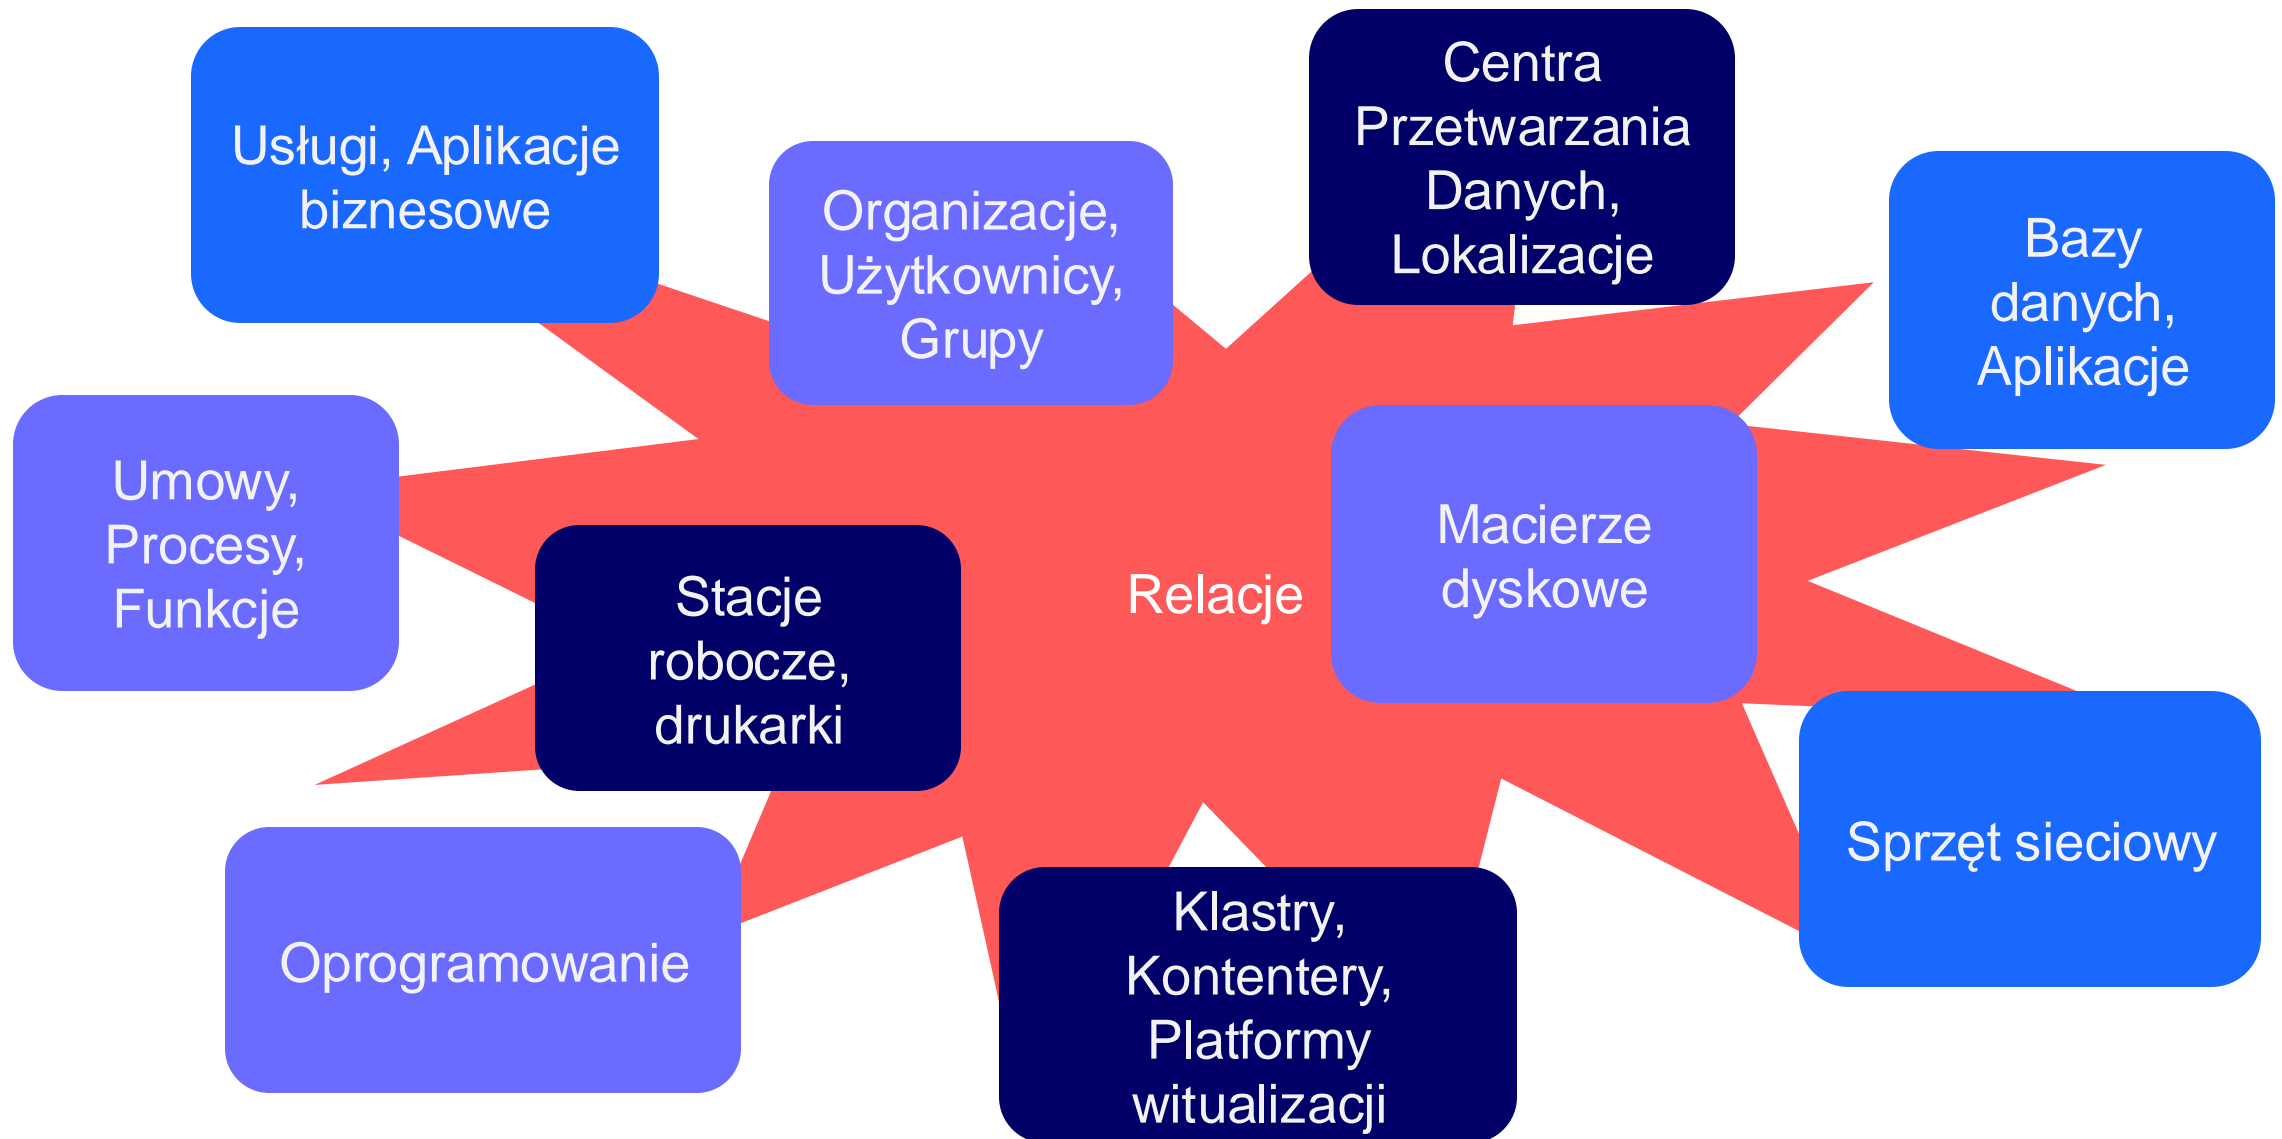 Usługi, Aplikacje
biznesowe
Organizacje,
Użytkownicy,
Grupy
Centra
Przetwarzania
Danych,
Lokalizacje
Bazy
danych,
Aplikacje
Umowy,
Procesy,
Funkcje
Stacje
robocze,
drukarki
Relacje
Macierze
dyskowe
Oprogramowanie
Klastry,
Kontentery,
Platformy
witualizacji
Sprzęt sieciowy